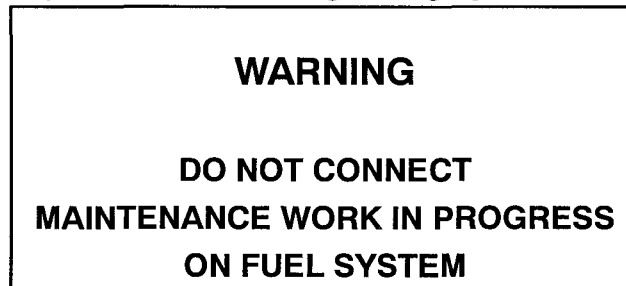 WARNING
DO NOT CONNECT
MAINTENANCE WORK IN PROGRESS
ON FUEL SYSTEM